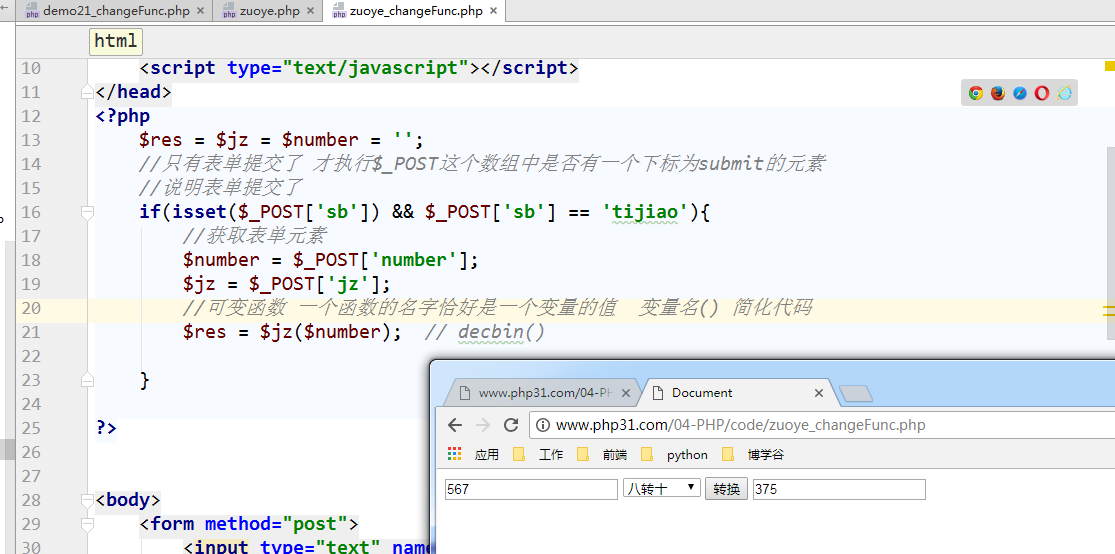 demo21_changeFunc.php × zuoye.php × zuoye_changeFunc.php ×
html
10 <script type="text/javascript"></script>
11 </head>
12 <?php
13 $res = $jz = $number = '';
14 //只有表单提交了 才执行$_POST这个数组中是否有一个下标为submit的元素
15 //说明表单提交了
16 if(isset($_POST['sb']) && $_POST['sb'] == 'tijiao'){
17 //获取表单元素
18 $number = $_POST['number'];
19 $jz = $_POST['jz'];
20 //可变函数 一个函数的名字恰好是一个变量的值 变量名() 简化代码
21 $res = $jz($number); // decbin()
22
23 }
24
25 ?>
26
27
28 <body>
29 <form method="post">
30 <input type="text" nam
www.php31.com/04-PH × Document ×
www.php31.com/04-PHP/code/zuoye_changeFunc.php
应用 工作 前端 python 博学谷
567 八转十 转换 375